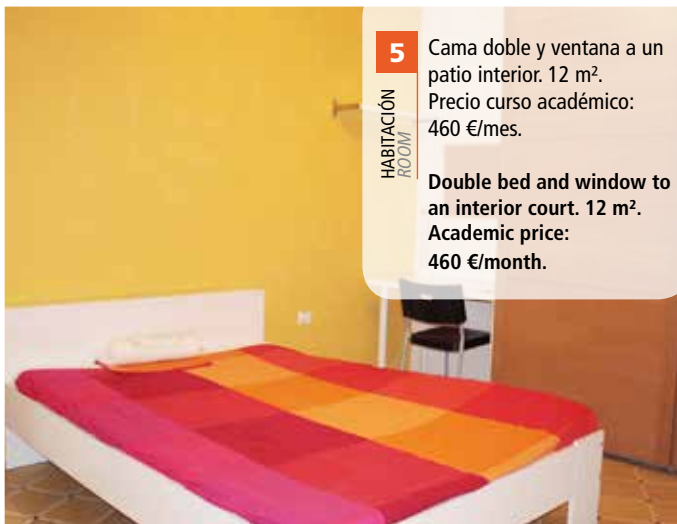 5
HABITACIÓN
ROOM
Cama doble y ventana a un
patio interior. 12 m².
Precio curso académico:
460 €/mes.
Double bed and window to
an interior court. 12 m².
Academic price:
460 €/month.